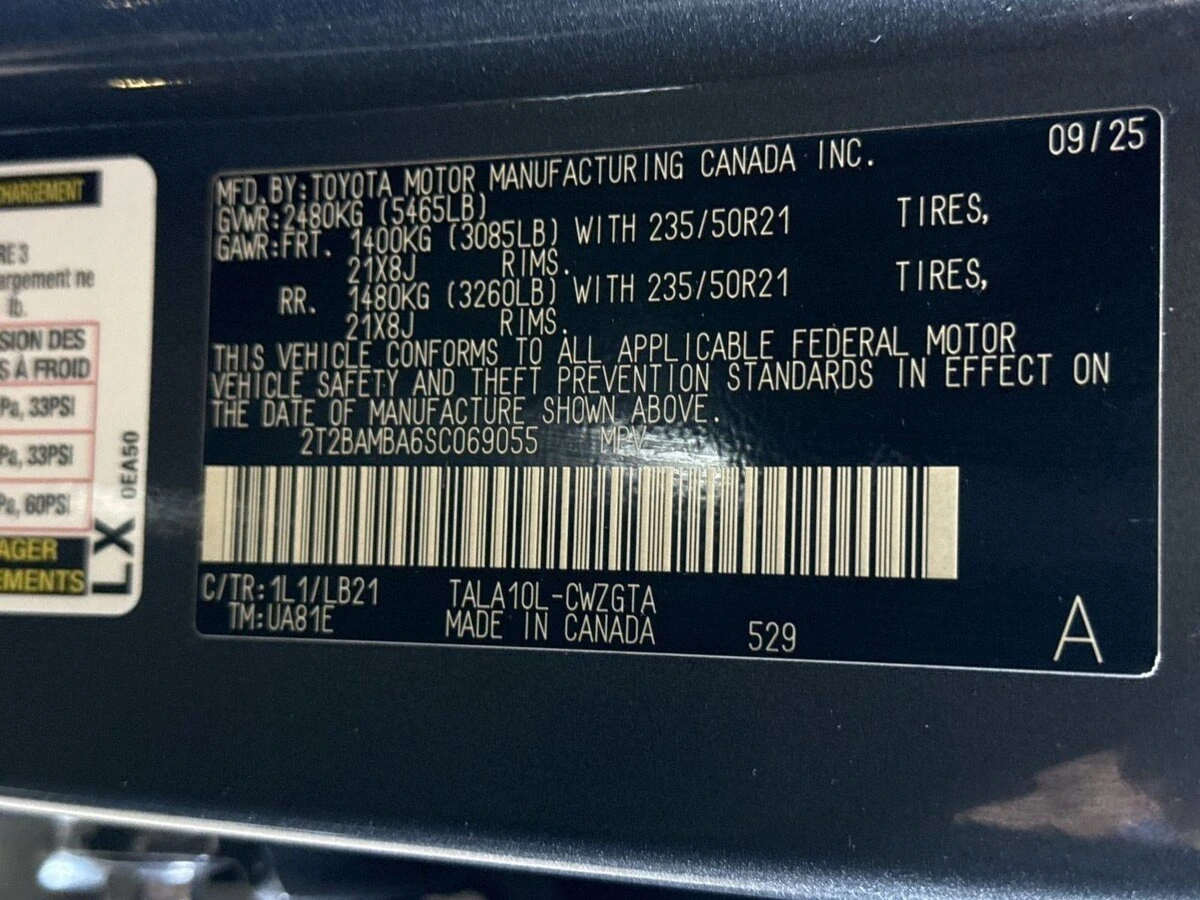 CHARGEMENT
RE 3
argement ne
lb.
SION DES
S À FROID
Pa, 33PSI
Pa, 33PSI
Pa, 60PSI
AGER
EMENTS
LX 0EA50
09/25
MFD. BY:TOYOTA MOTOR MANUFACTURING CANADA INC.
GVWR:2480KG (5465LB)
GAWR:FRT. 1400KG (3085LB) WITH 235/50R21 TIRES,
21X8J RIMS.
RR. 1480KG (3260LB) WITH 235/50R21 TIRES,
21X8J RIMS.
THIS VEHICLE CONFORMS TO ALL APPLICABLE FEDERAL MOTOR
VEHICLE SAFETY AND THEFT PREVENTION STANDARDS IN EFFECT ON
THE DATE OF MANUFACTURE SHOWN ABOVE.
2T2BAMBA6SC069055 MPV
C/TR:1L1/LB21 TALA10L-CWZGTA
TM:UA81E MADE IN CANADA 529
A